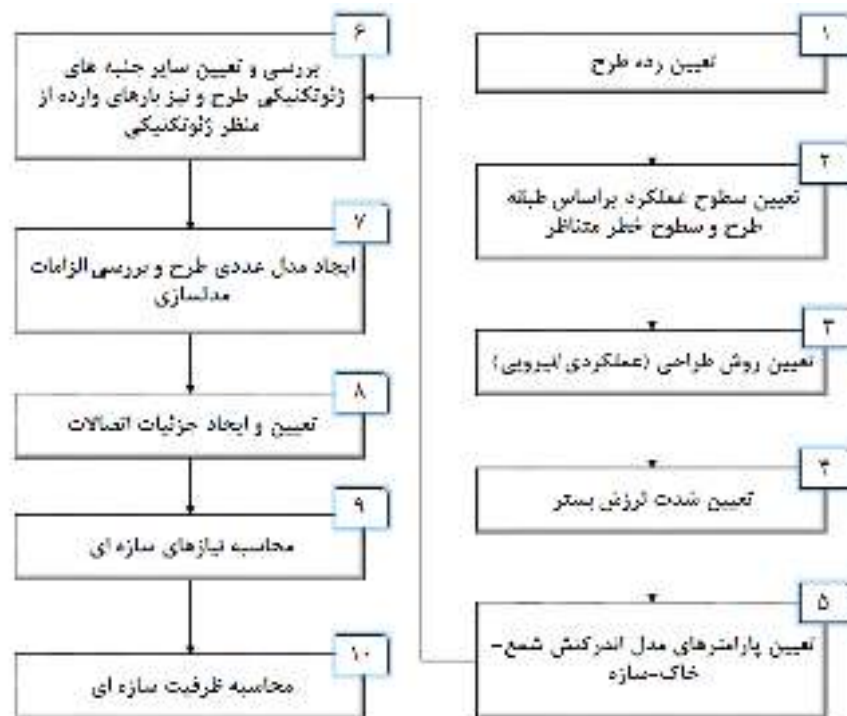 ۱
تعیین رده طرح
۲
تعیین سطوح عملکرد براساس طبقه
طرح و سطوح خطر متناظر
۳
تعیین روش طراحی (عملکردی/نیرویی)
۴
تعیین شدت لرزش بستر
۵
تعیین پارامترهای مدل اندرکنش شمع-
خاک-سازه
۶
بررسی و تعیین سایر جنبه های
ژئوتکنیکی طرح و نیز بارهای وارده از
منظر ژئوتکنیکی
۷
ایجاد مدل عددی طرح و بررسی الزامات
مدلسازی
۸
تعیین و ایجاد جزئیات اتصالات
۹
محاسبه نیازهای سازه ای
۱۰
محاسبه ظرفیت سازه ای